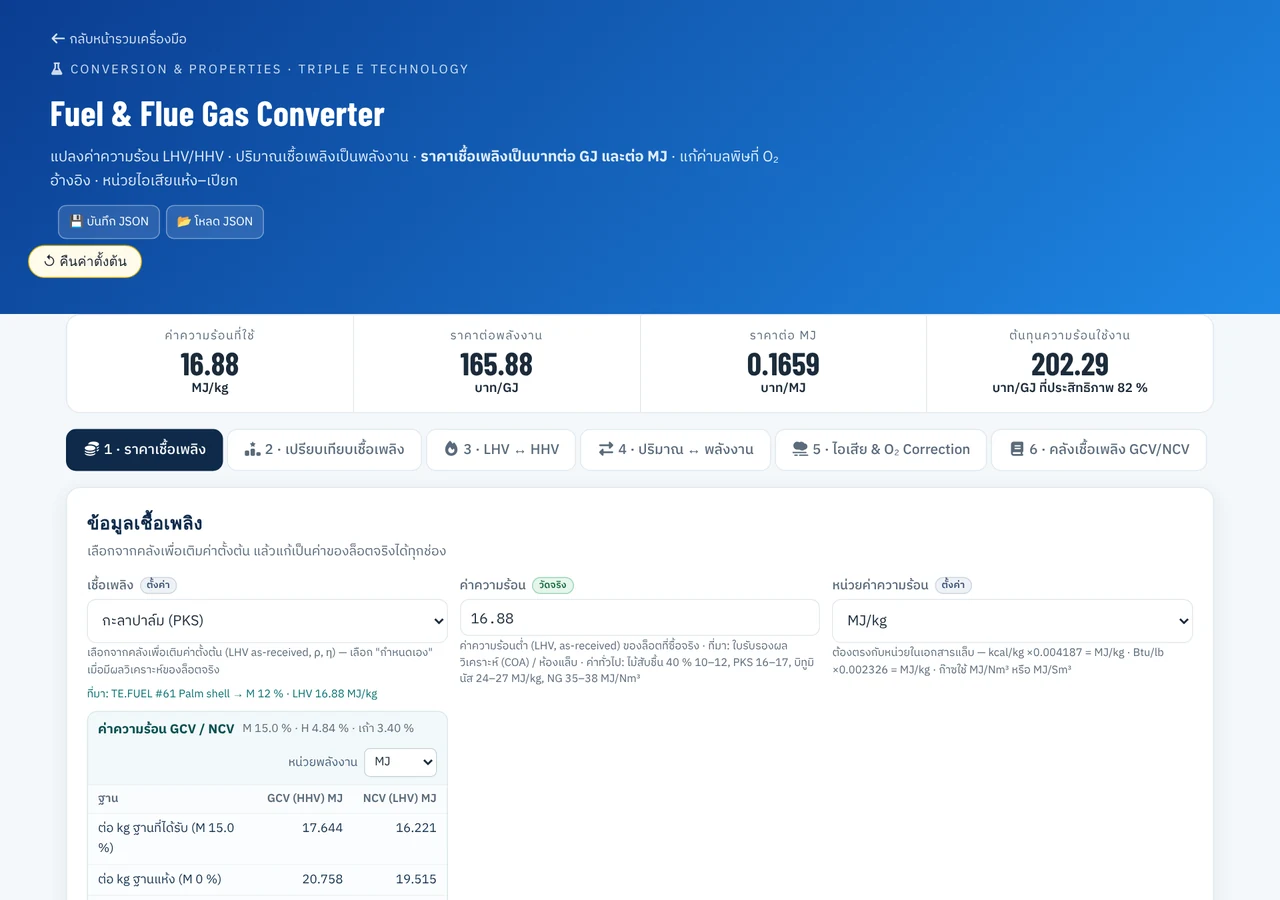 ← กลับหน้ารวมเครื่องมือ
CONVERSION & PROPERTIES · TRIPLE E TECHNOLOGY
Fuel & Flue Gas Converter
แปลงค่าความร้อน LHV/HHV · ปริมาณเชื้อเพลิงเป็นพลังงาน · ราคาเชื้อเพลิงเป็นบาทต่อ GJ และต่อ MJ · แก้ค่ามลพิษที่ O₂
อ้างอิง · หน่วยไอเสียแห้ง–เปียก
💾 บันทึก JSON 📂 โหลด JSON
↺ คืนค่าตั้งต้น
ค่าความร้อนที่ใช้ ราคาต่อพลังงาน ราคาต่อ MJ ต้นทุนความร้อนใช้งาน
16.88 165.88 0.1659 202.29
MJ/kg บาท/GJ บาท/MJ บาท/GJ ที่ประสิทธิภาพ 82 %
1 · ราคาเชื้อเพลิง 2 · เปรียบเทียบเชื้อเพลิง 3 · LHV ↔ HHV 4 · ปริมาณ ↔ พลังงาน 5 · ไอเสีย & O₂ Correction 6 · คลังเชื้อเพลิง GCV/NCV
ข้อมูลเชื้อเพลิง
เลือกจากคลังเพื่อเติมค่าตั้งต้น แล้วแก้เป็นค่าของล็อตจริงได้ทุกช่อง
เชื้อเพลิง ตั้งค่า ค่าความร้อน วัดจริง หน่วยค่าความร้อน ตั้งค่า
กะลาปาล์ม (PKS) 16.88 MJ/kg
เลือกจากคลังเพื่อเติมค่าตั้งต้น (LHV as-received, ρ, η) — เลือก "กำหนดเอง"
เมื่อมีผลวิเคราะห์ของล็อตจริง
ค่าความร้อนต่ำ (LHV, as-received) ของล็อตที่ซื้อจริง · ที่มา: ใบรับรองผล
วิเคราะห์ (COA) / ห้องแล็บ · ค่าทั่วไป: ไม้สับชื้น 40 % 10–12, PKS 16–17, บิทูมิ
นัส 24–27 MJ/kg, NG 35–38 MJ/Nm³
ต้องตรงกับหน่วยในเอกสารแล็บ — kcal/kg ×0.004187 = MJ/kg · Btu/lb
×0.002326 = MJ/kg · ก๊าซใช้ MJ/Nm³ หรือ MJ/Sm³
ที่มา: TE.FUEL #61 Palm shell → M 12 % · LHV 16.88 MJ/kg
ค่าความร้อน GCV / NCV M 15.0 % · H 4.84 % · เถ้า 3.40 %
หน่วยพลังงาน MJ
ฐาน GCV (HHV) MJ NCV (LHV) MJ
ต่อ kg ฐานที่ได้รับ (M 15.0 17.644 16.221
%)
ต่อ kg ฐานแห้ง (M 0 %) 20.758 19.515